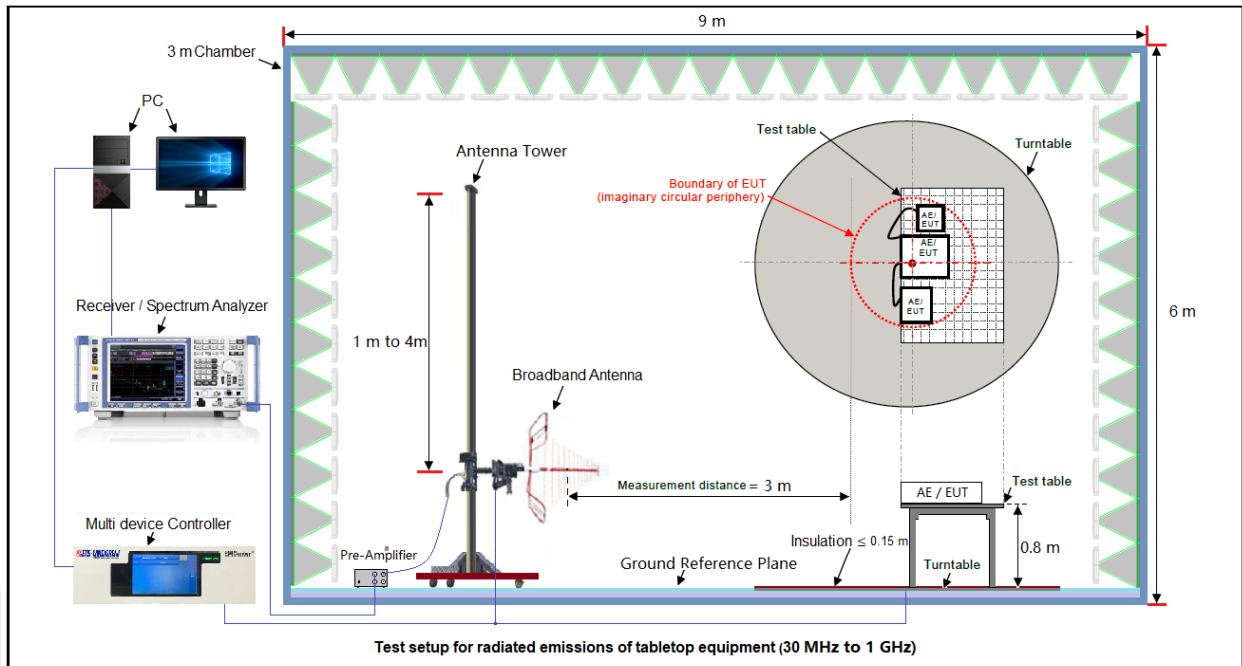 9 m
3 m Chamber
PC
Antenna Tower
Test table
Turntable
Boundary of EUT
(imaginary circular periphery)
AE/
EUT
AE/
EUT
AE/
EUT
6 m
Receiver / Spectrum Analyzer
1 m to 4m
Broadband Antenna
Measurement distance = 3 m
AE / EUT
Test table
Multi device Controller
Pre-Amplifier
Insulation ≤ 0.15 m
0.8 m
Ground Reference Plane
Turntable
Test setup for radiated emissions of tabletop equipment (30 MHz to 1 GHz)